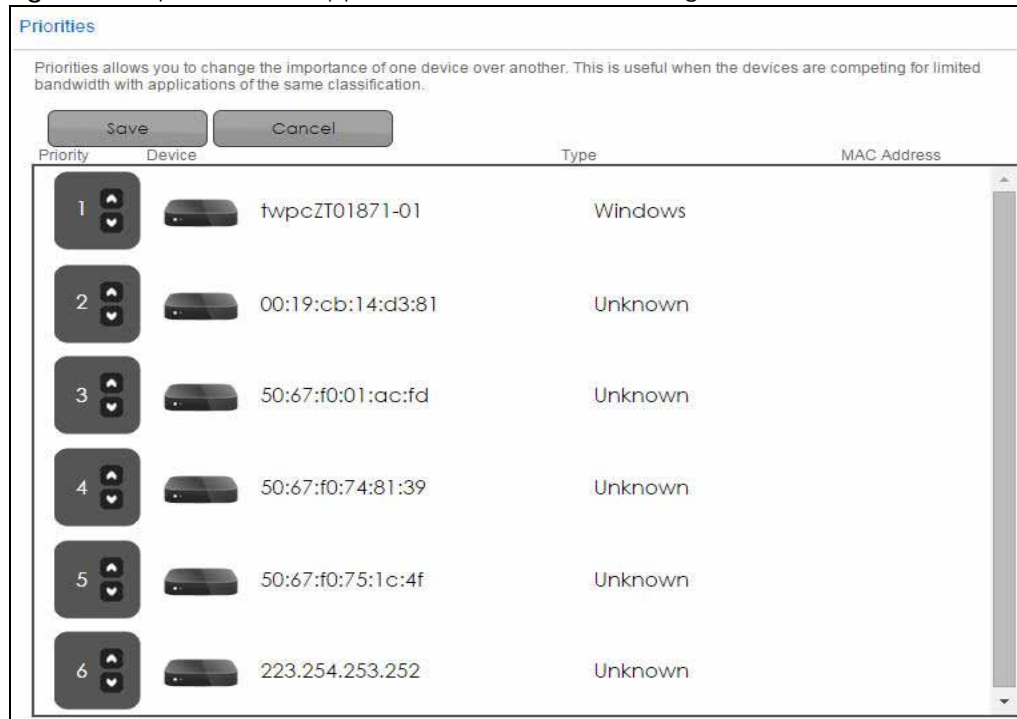 Priorities
Priorities allows you to change the importance of one device over another. This is useful when the devices are competing for limited
bandwidth with applications of the same classification.
Save Cancel
Priority Device Type MAC Address
1 twpcZT01871-01 Windows
2 00:19:cb:14:d3:81 Unknown
3 50:67:f0:01:ac:fd Unknown
4 50:67:f0:74:81:39 Unknown
5 50:67:f0:75:1c:4f Unknown
6 223.254.253.252 Unknown